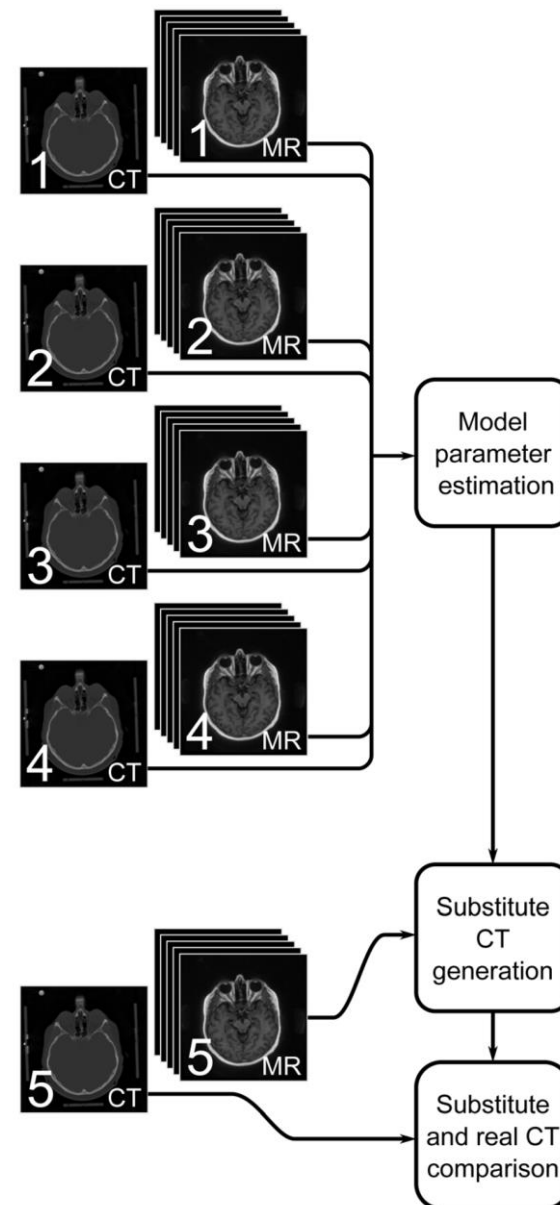 1 CT
1 MR
2 CT
2 MR
Model
parameter
estimation
3 CT
3 MR
4 CT
4 MR
Substitute
CT
generation
5 CT
5 MR
Substitute
and real CT
comparison